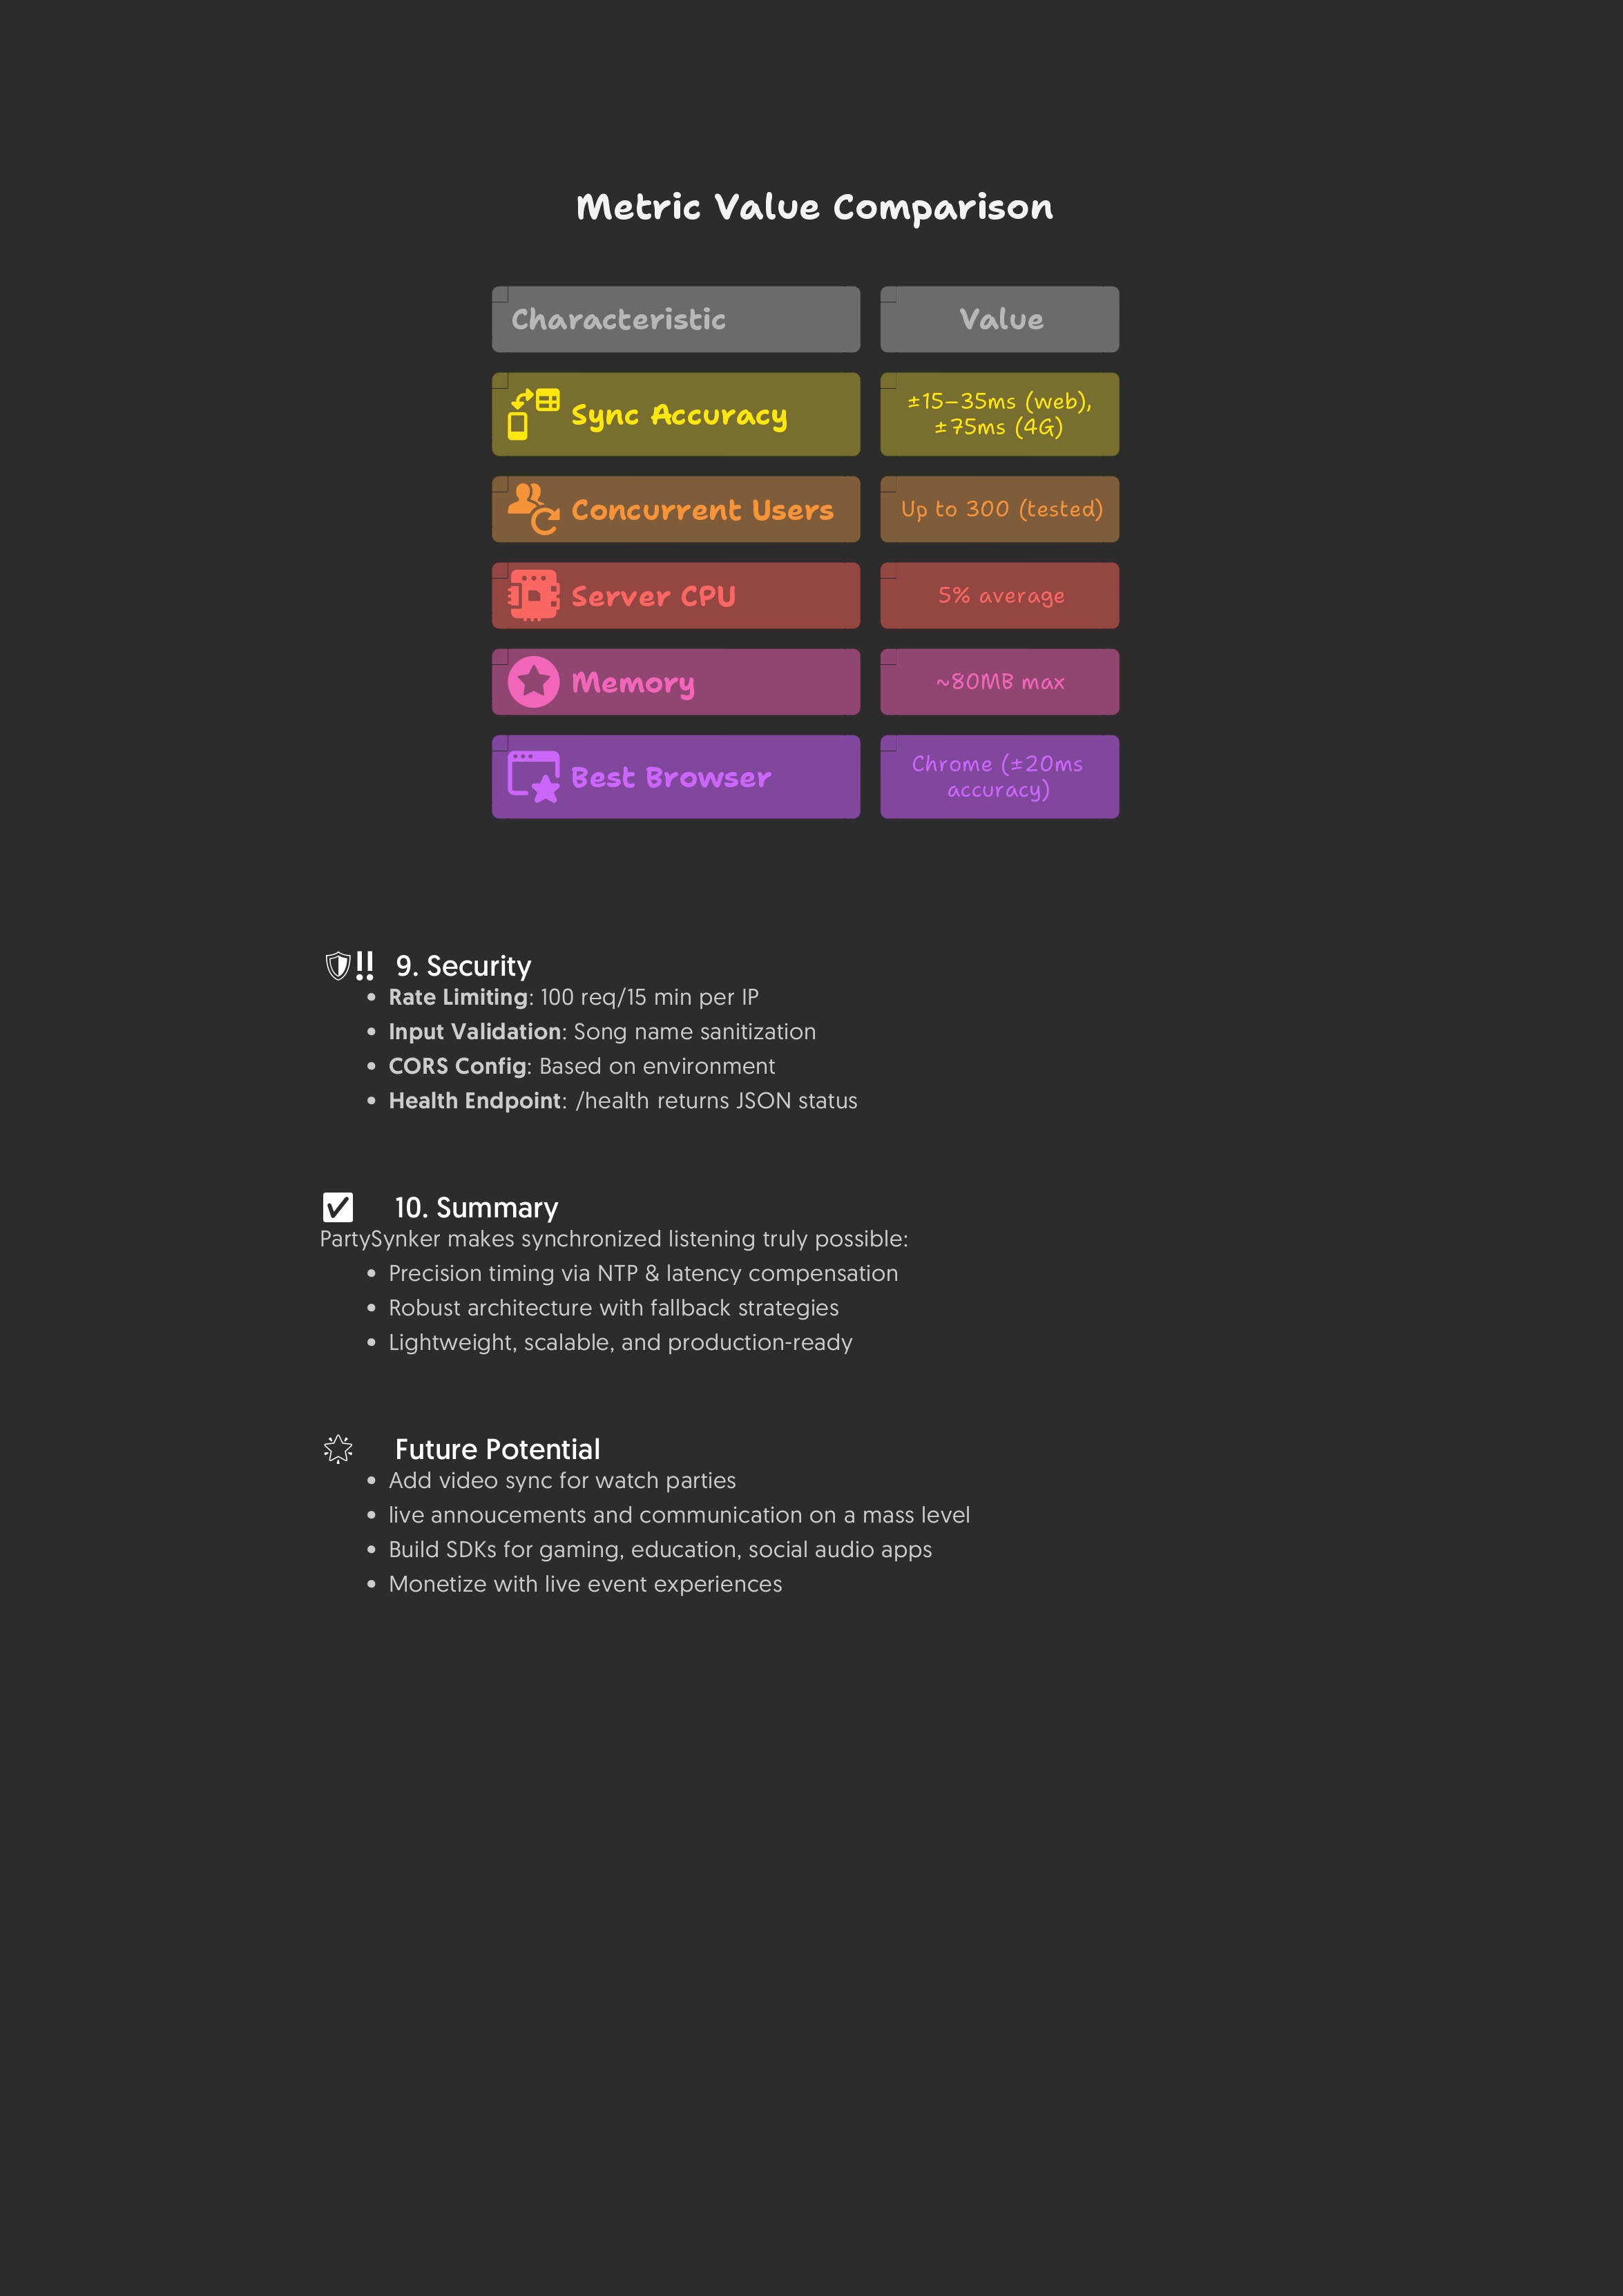 Metric Value Comparison
Characteristic
Value
Sync Accuracy
±15–35ms (web),
±75ms (4G)
Concurrent Users
Up to 300 (tested)
Server CPU
5% average
Memory
~80MB max
Best Browser
Chrome (±20ms
accuracy)
9. Security
• Rate Limiting: 100 req/15 min per IP
• Input Validation: Song name sanitization
• CORS Config: Based on environment
• Health Endpoint: /health returns JSON status
10. Summary
PartySynker makes synchronized listening truly possible:
• Precision timing via NTP & latency compensation
• Robust architecture with fallback strategies
• Lightweight, scalable, and production-ready
Future Potential
• Add video sync for watch parties
• live annoucements and communication on a mass level
• Build SDKs for gaming, education, social audio apps
• Monetize with live event experiences